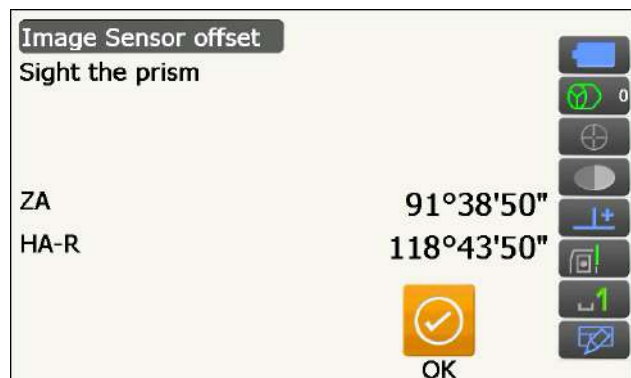 Image Sensor offset
Sight the prism
0
ZA 91°38'50"
HA-R 118°43'50"
1
OK